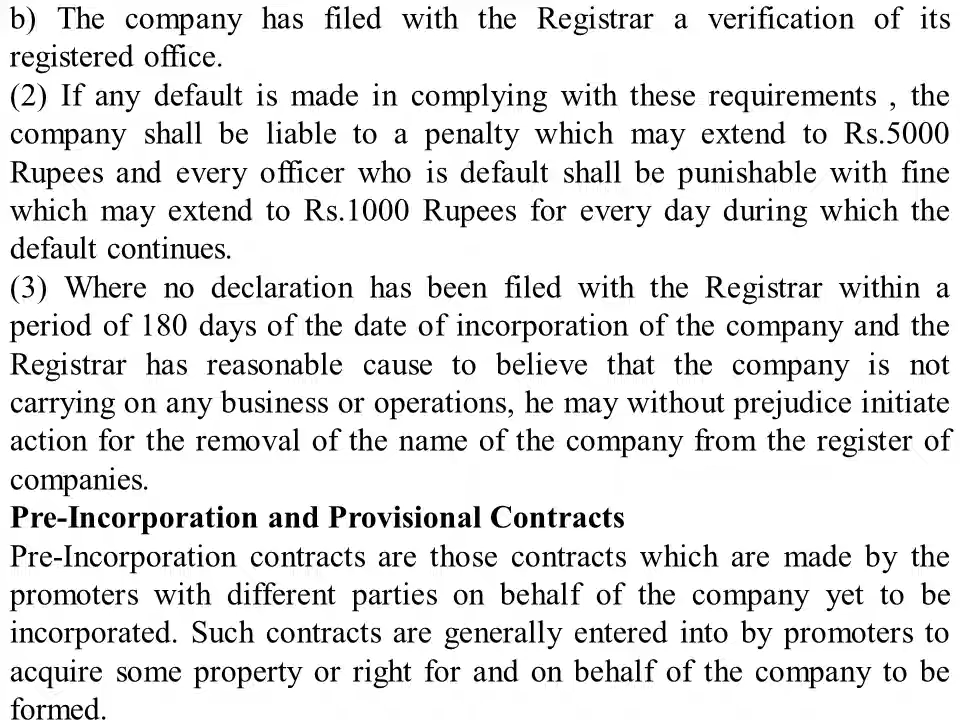 b) The company has filed with the Registrar a verification of its
registered office.
(2) If any default is made in complying with these requirements , the
company shall be liable to a penalty which may extend to Rs.5000
Rupees and every officer who is default shall be punishable with fine
which may extend to Rs.1000 Rupees for every day during which the
default continues.
(3) Where no declaration has been filed with the Registrar within a
period of 180 days of the date of incorporation of the company and the
Registrar has reasonable cause to believe that the company is not
carrying on any business or operations, he may without prejudice initiate
action for the removal of the name of the company from the register of
companies.
Pre-Incorporation and Provisional Contracts
Pre-Incorporation contracts are those contracts which are made by the
promoters with different parties on behalf of the company yet to be
incorporated. Such contracts are generally entered into by promoters to
acquire some property or right for and on behalf of the company to be
formed.